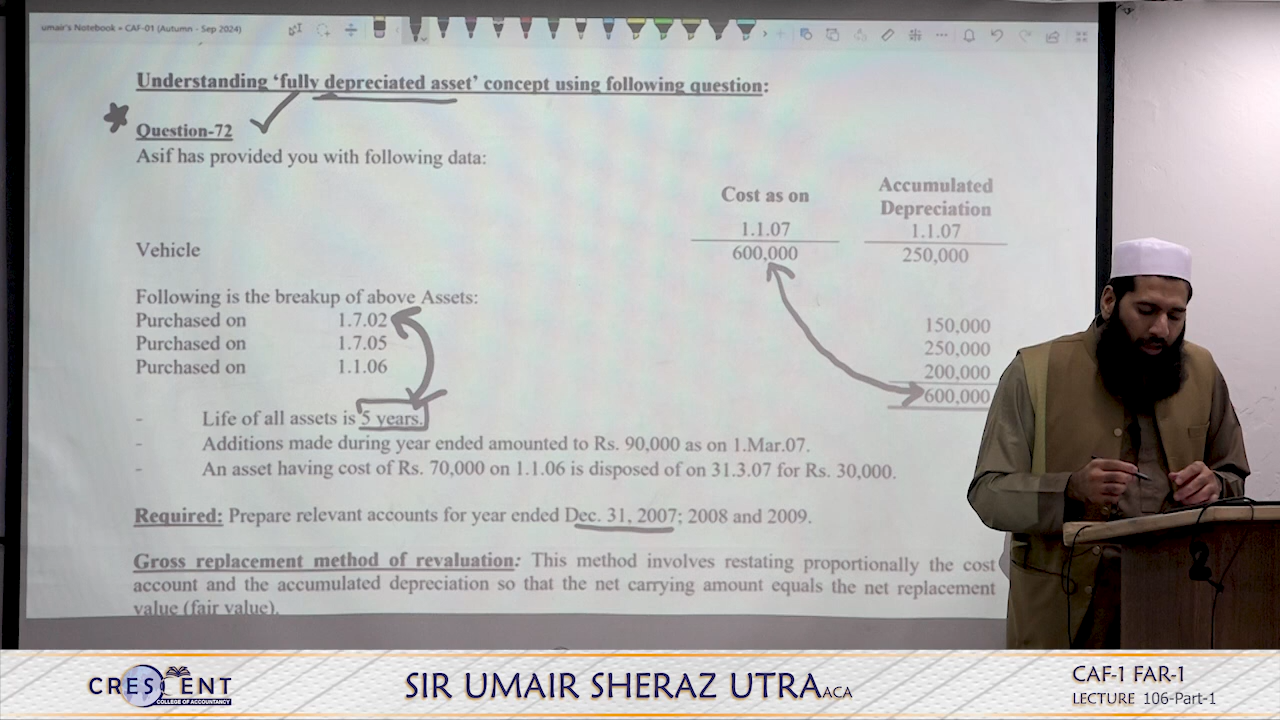 umair's Notebook » CAF-01 (Autumn - Sep 2024)
Understanding 'fully depreciated asset' concept using following question:
Question-72
Asif has provided you with following data:
Cost as on Accumulated Depreciation
1.1.07 1.1.07
Vehicle 600,000 250,000
Following is the breakup of above Assets:
Purchased on 1.7.02 150,000
Purchased on 1.7.05 250,000
Purchased on 1.1.06 200,000
600,000
- Life of all assets is 5 years.
- Additions made during year ended amounted to Rs. 90,000 as on 1.Mar.07.
- An asset having cost of Rs. 70,000 on 1.1.06 is disposed of on 31.3.07 for Rs. 30,000.
Required: Prepare relevant accounts for year ended Dec. 31, 2007; 2008 and 2009.
Gross replacement method of revaluation: This method involves restating proportionally the cost
account and the accumulated depreciation so that the net carrying amount equals the net replacement
value (fair value).
CRESCENT
COLLEGE OF ACCOUNTANCY
SIR UMAIR SHERAZ UTRA ACA
CAF-1 FAR-1
LECTURE 106-Part-1